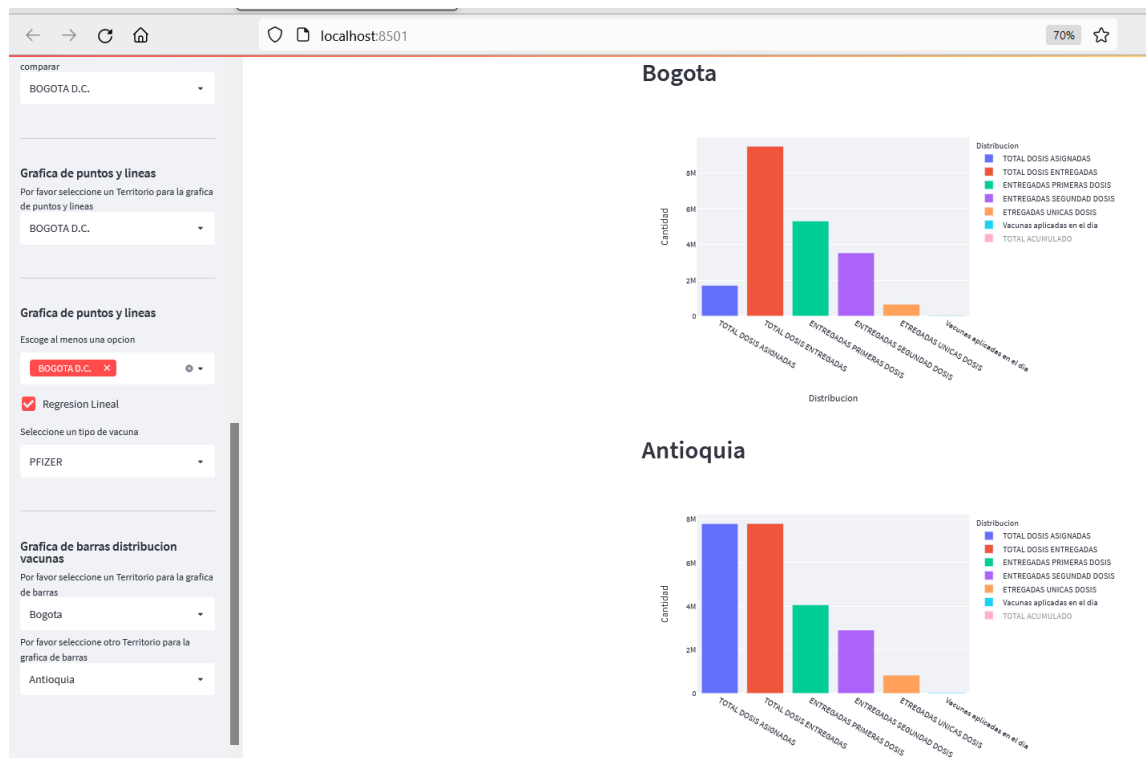 localhost:8501
70%
comparar
BOGOTA D.C.
Grafica de puntos y lineas
Por favor seleccione un Territorio para la grafica
de puntos y lineas
BOGOTA D.C.
Grafica de puntos y lineas
Escoge al menos una opcion
BOGOTA D.C. ×
Regresion Lineal
Seleccione un tipo de vacuna
PFIZER
Grafica de barras distribucion
vacunas
Por favor seleccione un Territorio para la grafica
de barras
Bogota
Por favor seleccione otro Territorio para la
grafica de barras
Antioquia
Bogota
Cantidad
8M
6M
4M
2M
0
TOTAL DOSIS ASIGNADAS
TOTAL DOSIS ENTREGADAS
ENTREGADAS PRIMERAS DOSIS
ENTREGADAS SEGUNDAD DOSIS
ETREGADAS UNICAS DOSIS
Vacunas aplicadas en el día
Distribucion
Distribucion
TOTAL DOSIS ASIGNADAS
TOTAL DOSIS ENTREGADAS
ENTREGADAS PRIMERAS DOSIS
ENTREGADAS SEGUNDAD DOSIS
ETREGADAS UNICAS DOSIS
Vacunas aplicadas en el día
TOTAL ACUMULADO
Antioquia
Cantidad
8M
6M
4M
2M
0
TOTAL DOSIS ASIGNADAS
TOTAL DOSIS ENTREGADAS
ENTREGADAS PRIMERAS DOSIS
ENTREGADAS SEGUNDAD DOSIS
ETREGADAS UNICAS DOSIS
Vacunas aplicadas en el día
Distribucion
TOTAL DOSIS ASIGNADAS
TOTAL DOSIS ENTREGADAS
ENTREGADAS PRIMERAS DOSIS
ENTREGADAS SEGUNDAD DOSIS
ETREGADAS UNICAS DOSIS
Vacunas aplicadas en el día
TOTAL ACUMULADO